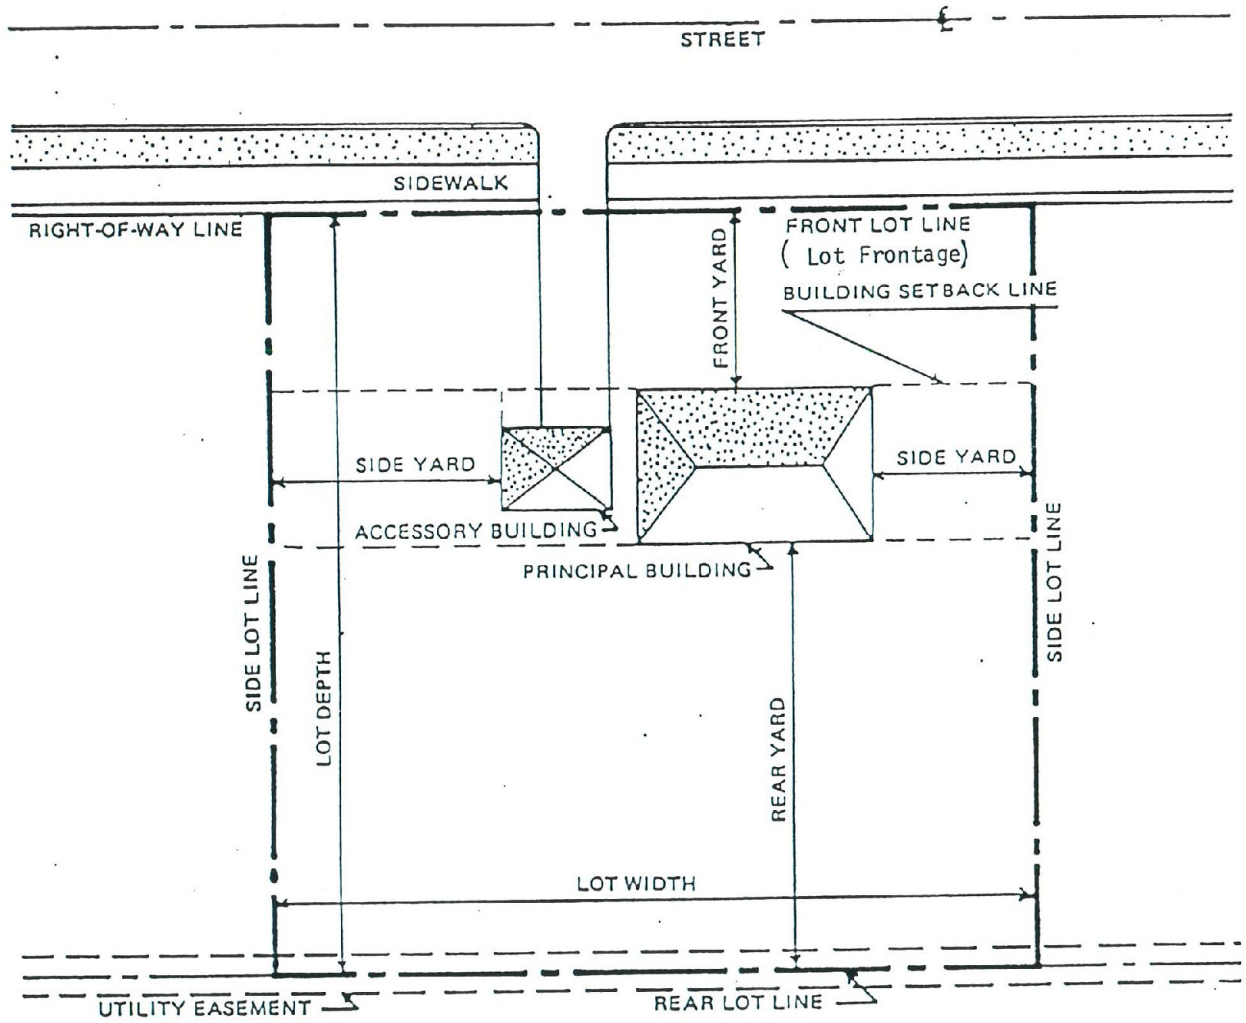 ℄
STREET
SIDEWALK
RIGHT-OF-WAY LINE
FRONT LOT LINE
( Lot Frontage)
FRONT YARD
BUILDING SETBACK LINE
SIDE YARD
SIDE YARD
ACCESSORY BUILDING
PRINCIPAL BUILDING
SIDE LOT LINE
SIDE LOT LINE
LOT DEPTH
REAR YARD
LOT WIDTH
UTILITY EASEMENT
REAR LOT LINE